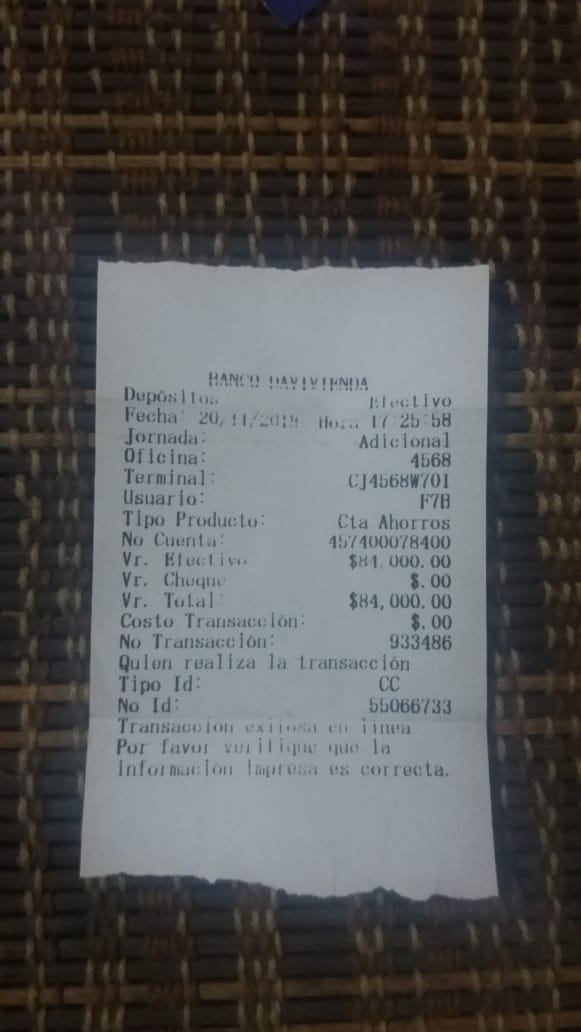 BANCO DAVIVIENDA
Depósitos Efectivo
Fecha: 20/11/2019 Hora 17:25:58
Jornada: Adicional
Oficina: 4568
Terminal: CJ4568W701
Usuario: F7B
Tipo Producto: Cta Ahorros
No Cuenta: 457400078400
Vr. Efectivo $84,000.00
Vr. Cheque $.00
Vr. Total: $84,000.00
Costo Transacción: $.00
No Transacción: 933486
Quien realiza la transacción
Tipo Id: CC
No Id: 55066733
Transacción exitosa en línea
Por favor verifique que la
información impresa es correcta.